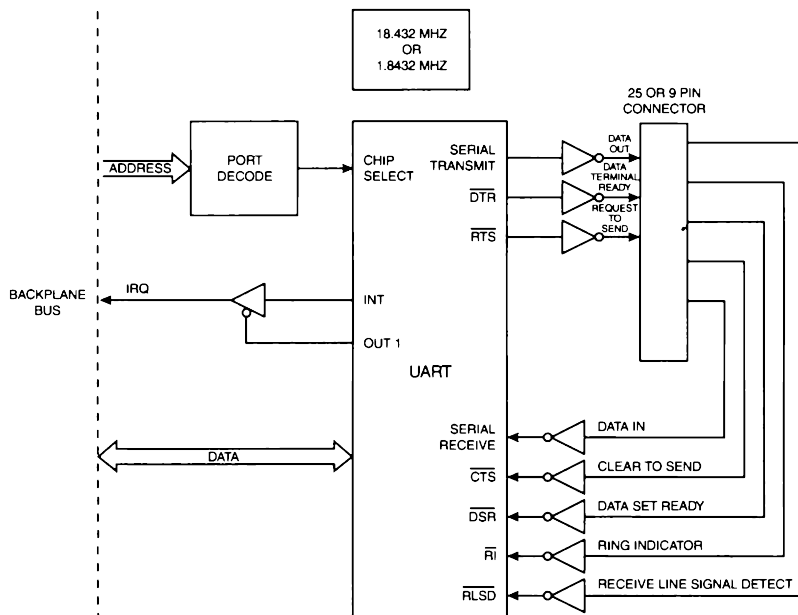 18.432 MHZ
OR
1.8432 MHZ
25 OR 9 PIN
CONNECTOR
ADDRESS
PORT
DECODE
CHIP
SELECT
SERIAL
TRANSMIT
DATA
OUT
DATA
TERMINAL
READY
DTR
REQUEST
TO
SEND
RTS
BACKPLANE
BUS
IRQ
INT
OUT 1
UART
DATA
SERIAL
RECEIVE
DATA IN
CTS
CLEAR TO SEND
DSR
DATA SET READY
RI
RING INDICATOR
RLSD
RECEIVE LINE SIGNAL DETECT